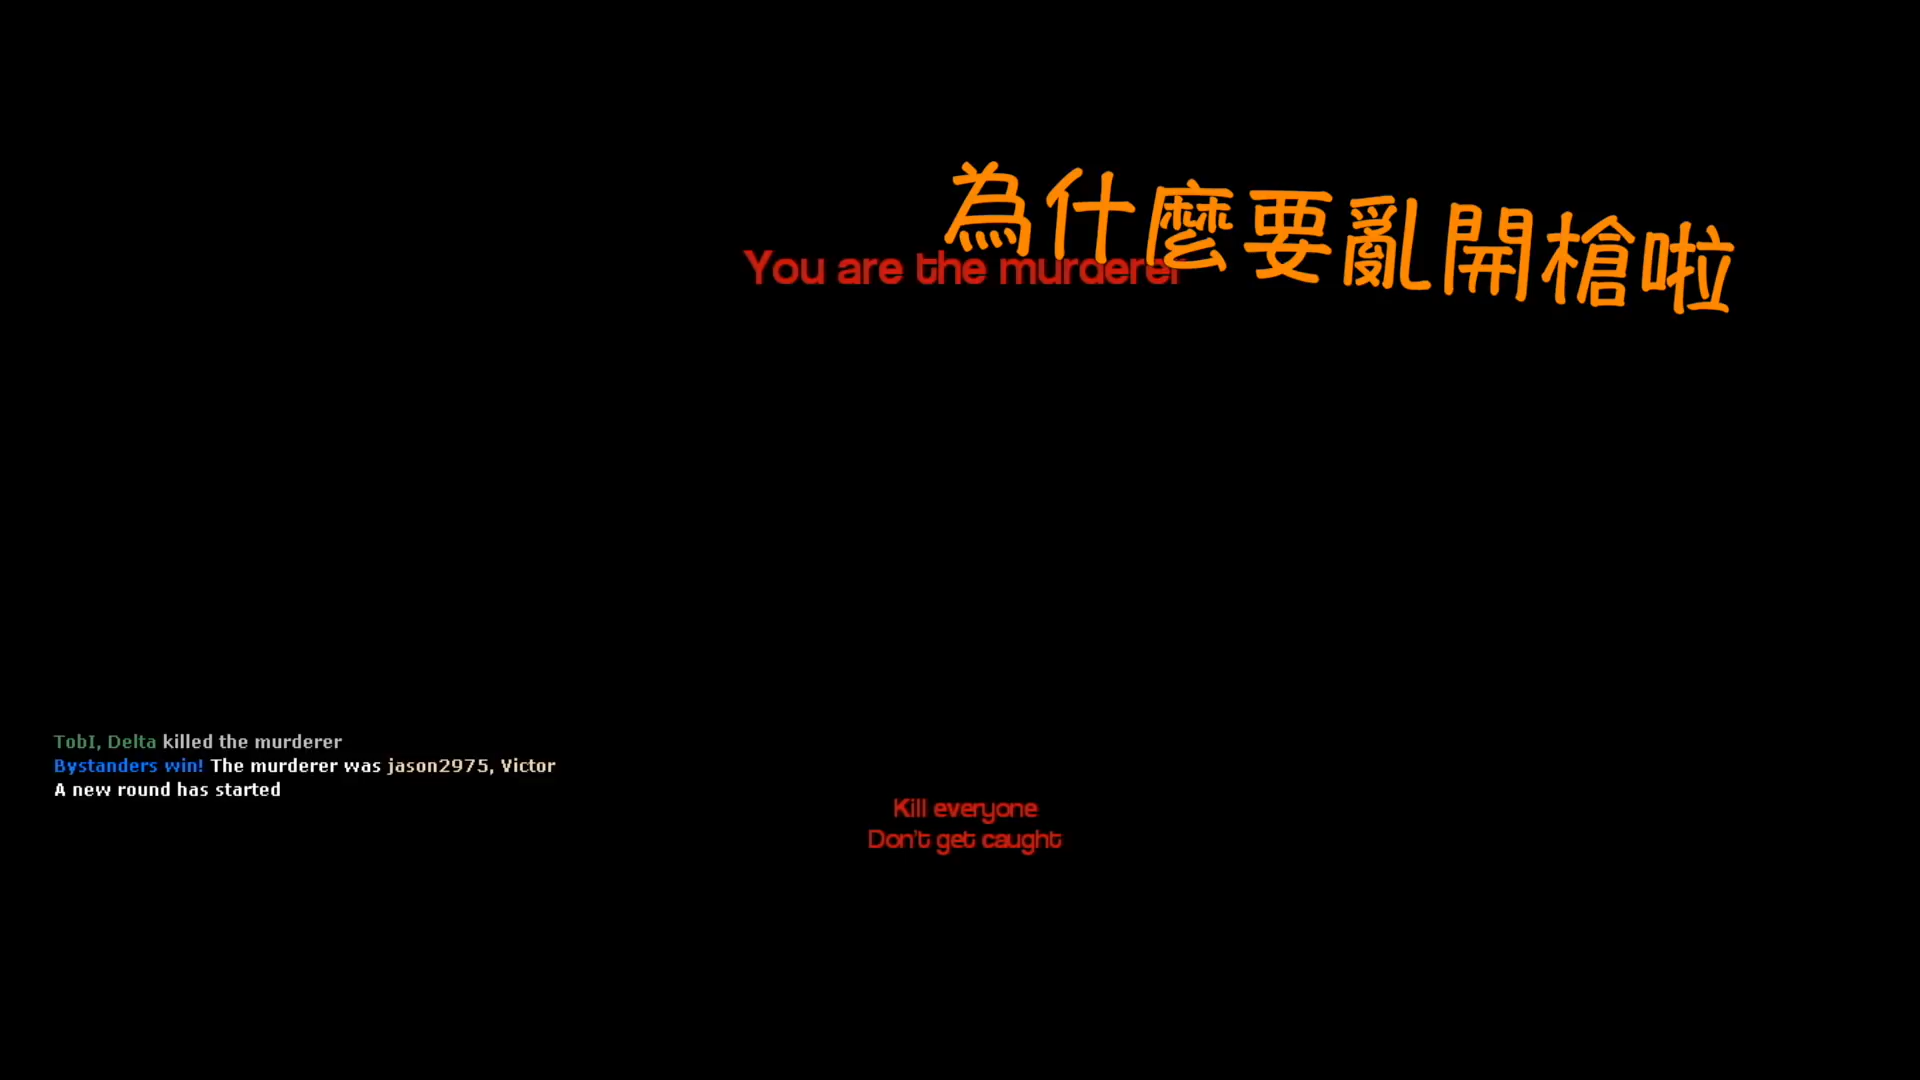 為什麼要亂開槍啦
You are the murderer
TobI, Delta killed the murderer
Bystanders win! The murderer was jason2975, Victor
A new round has started
Kill everyone
Don't get caught